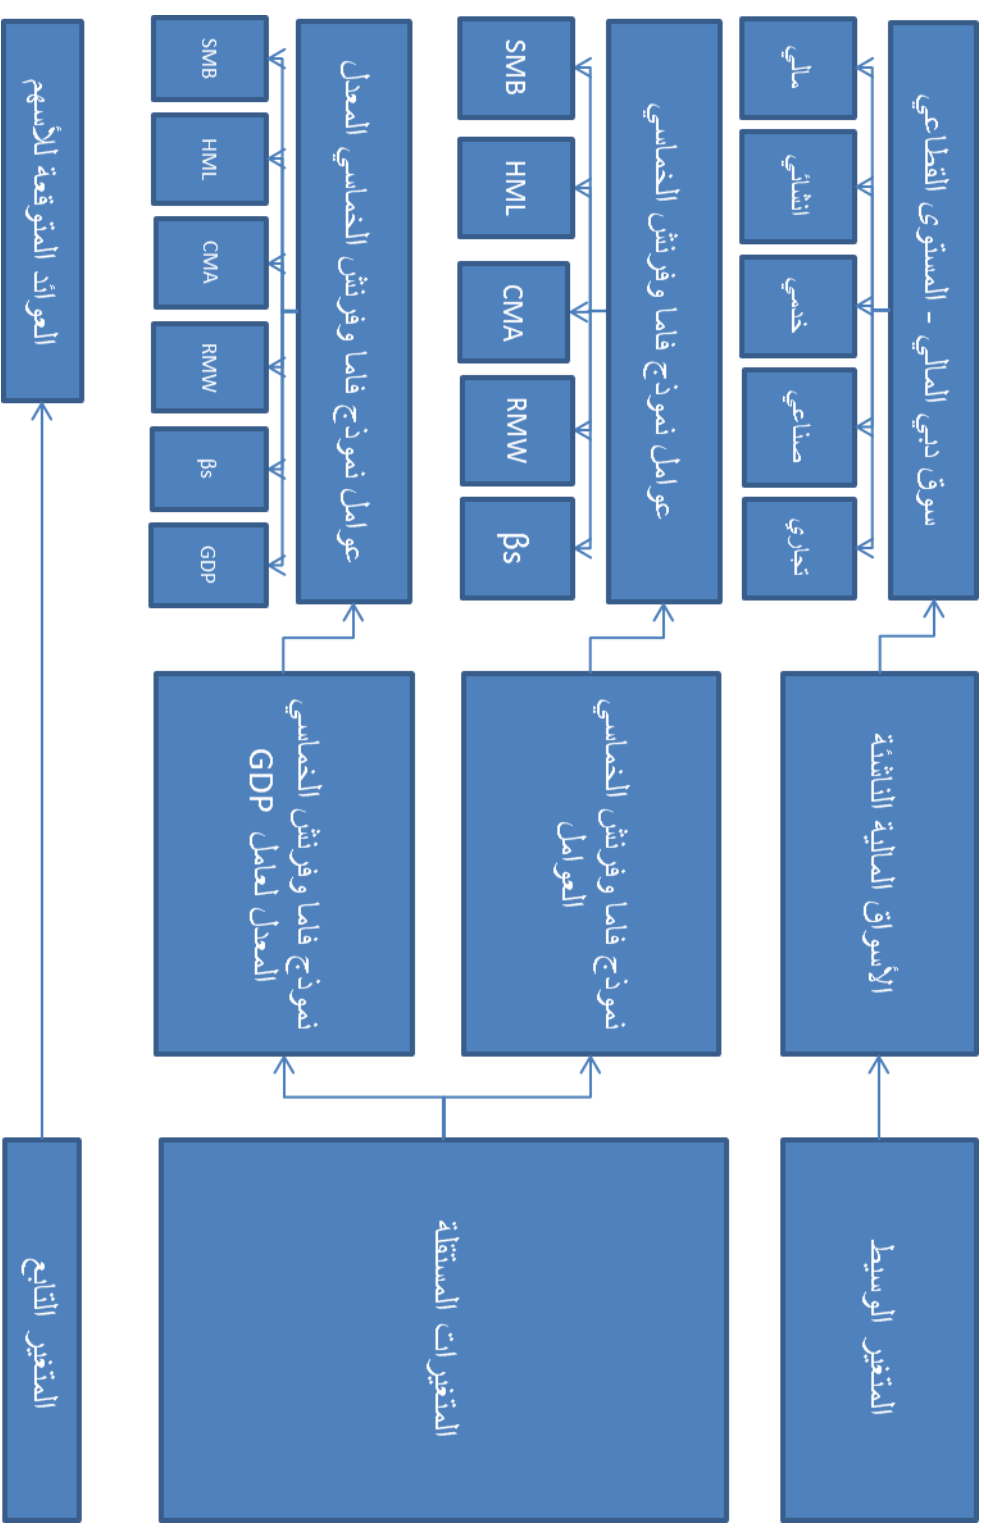 المتغير الوسيط
الأسواق المالية الناشئة
سوق دبي المالي - المستوى القطاعي
تجاري
صناعي
خدمي
انشائي
مالي
المتغيرات المستقلة
نموذج فاما وفرنش الخماسي
العوامل
عوامل نموذج فاما وفرنش الخماسي
βs
RMW
CMA
HML
SMB
نموذج فاما وفرنش الخماسي
المعدل لعامل GDP
عوامل نموذج فاما وفرنش الخماسي المعدل
GDP
βs
RMW
CMA
HML
SMB
المتغير التابع
العوائد المتوقعة للأسهم